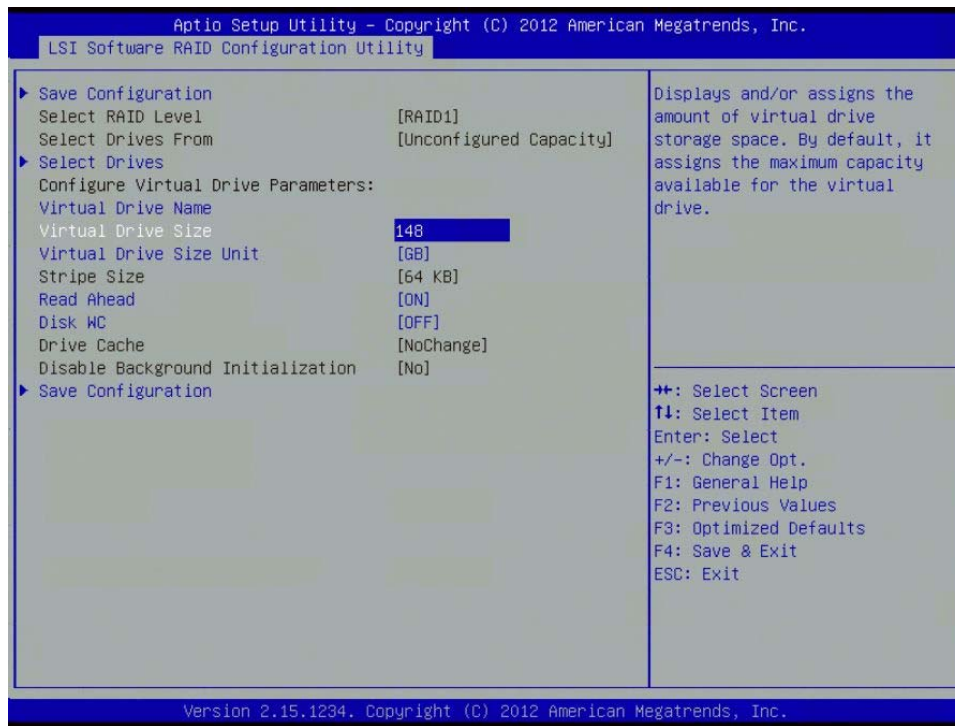 Aptio Setup Utility – Copyright (C) 2012 American Megatrends, Inc.
LSI Software RAID Configuration Utility
Save Configuration
Select RAID Level [RAID1]
Select Drives From [Unconfigured Capacity]
Select Drives
Configure Virtual Drive Parameters:
Virtual Drive Name
Virtual Drive Size 148
Virtual Drive Size Unit [GB]
Stripe Size [64 KB]
Read Ahead [ON]
Disk WC [OFF]
Drive Cache [NoChange]
Disable Background Initialization [No]
Save Configuration
Displays and/or assigns the
amount of virtual drive
storage space. By default, it
assigns the maximum capacity
available for the virtual
drive.
→←: Select Screen
↑↓: Select Item
Enter: Select
+/-: Change Opt.
F1: General Help
F2: Previous Values
F3: Optimized Defaults
F4: Save & Exit
ESC: Exit
Version 2.15.1234. Copyright (C) 2012 American Megatrends, Inc.